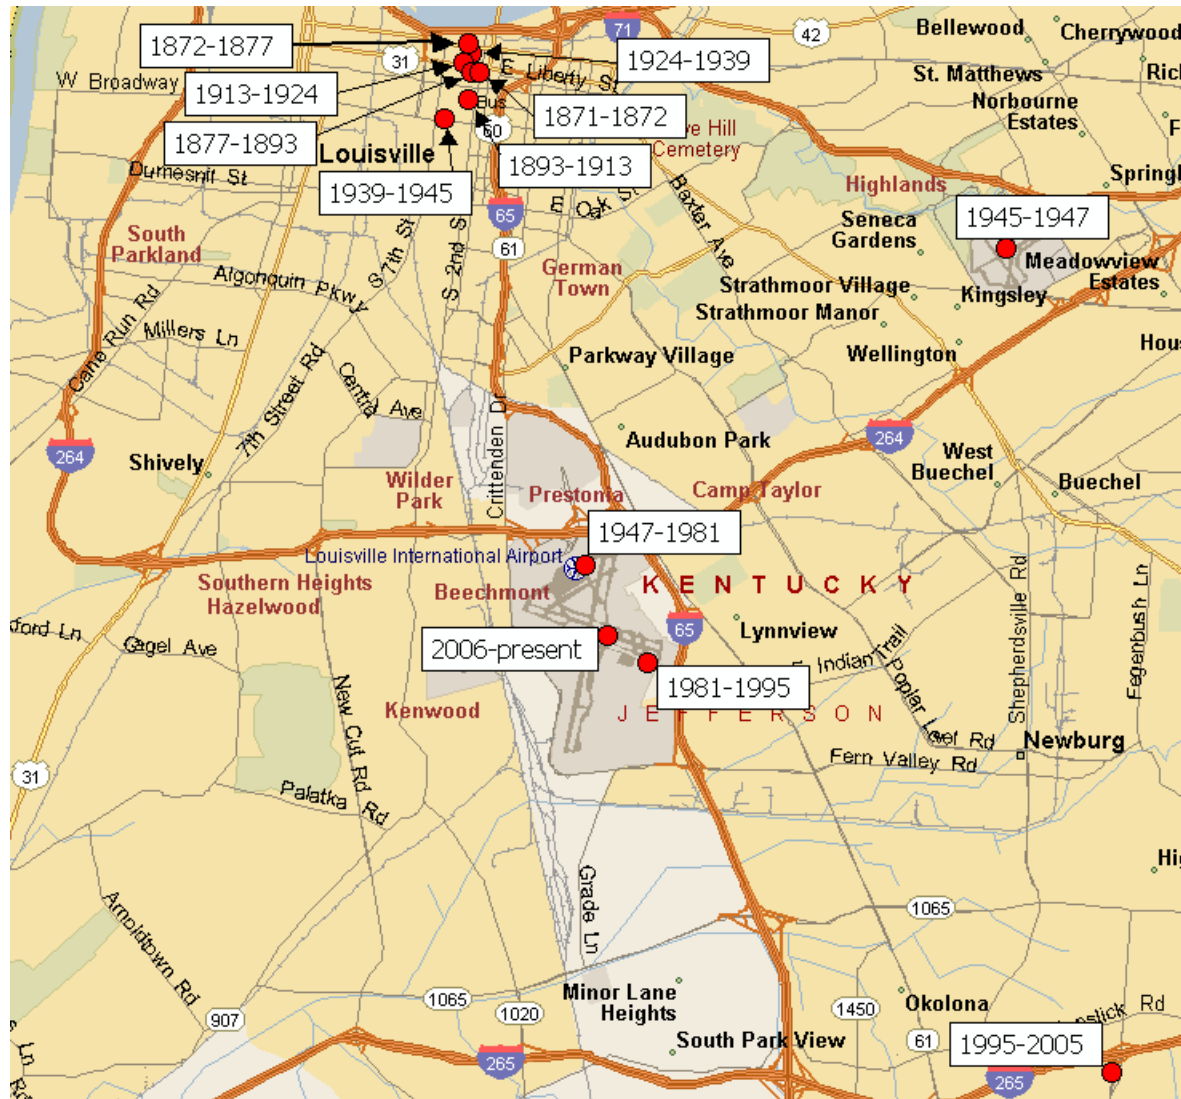 1872-1877
31
W Broadway
1913-1924
1877-1893
Louisville
1939-1945
Dumesnil St
71
42
1924-1939
E Liberty St
Bus
60
1871-1872
1893-1913
Cemetery
E Oak St
Baxter Ave
Bellewood
Cherrywood
St. Matthews
Norbourne
Estates
Highlands
Seneca
Gardens
1945-1947
Meadowview
Estates
Kingsley
South
Parkland
Algonquin Pkwy
S 7th St
S 2nd S
65
61
German
Town
Strathmoor Village
Strathmoor Manor
Cane Run Rd
Millers Ln
7th Street Rd
Central Ave
Parkway Village
Wellington
Crittenden Dr
264
Shively
Audubon Park
264
West
Buechel
Buechel
Wilder
Park
Prestonia
Camp Taylor
1947-1981
Louisville International Airport
Southern Heights
Hazelwood
Beechmont
KENTUCKY
65
Lynnview
Shepherdsville Rd
Fegenbush Ln
Gagel Ave
2006-present
1981-1995
E Indian Trail
Poplar Level Rd
Kenwood
JEFFERSON
New Cut Rd
Newburg
Fern Valley Rd
31
Palatka Rd
Grade Ln
Arnoldtown Rd
1065
1065
907
1020
Minor Lane
Heights
1450
Okolona
Rd
South Park View
61
1995-2005
265
265